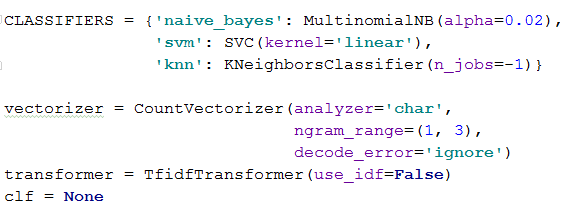 CLASSIFIERS = {'naive_bayes': MultinomialNB(alpha=0.02),
               'svm': SVC(kernel='linear'),
               'knn': KNeighborsClassifier(n_jobs=-1)}

vectorizer = CountVectorizer(analyzer='char',
                             ngram_range=(1, 3),
                             decode_error='ignore')
transformer = TfidfTransformer(use_idf=False)
clf = None